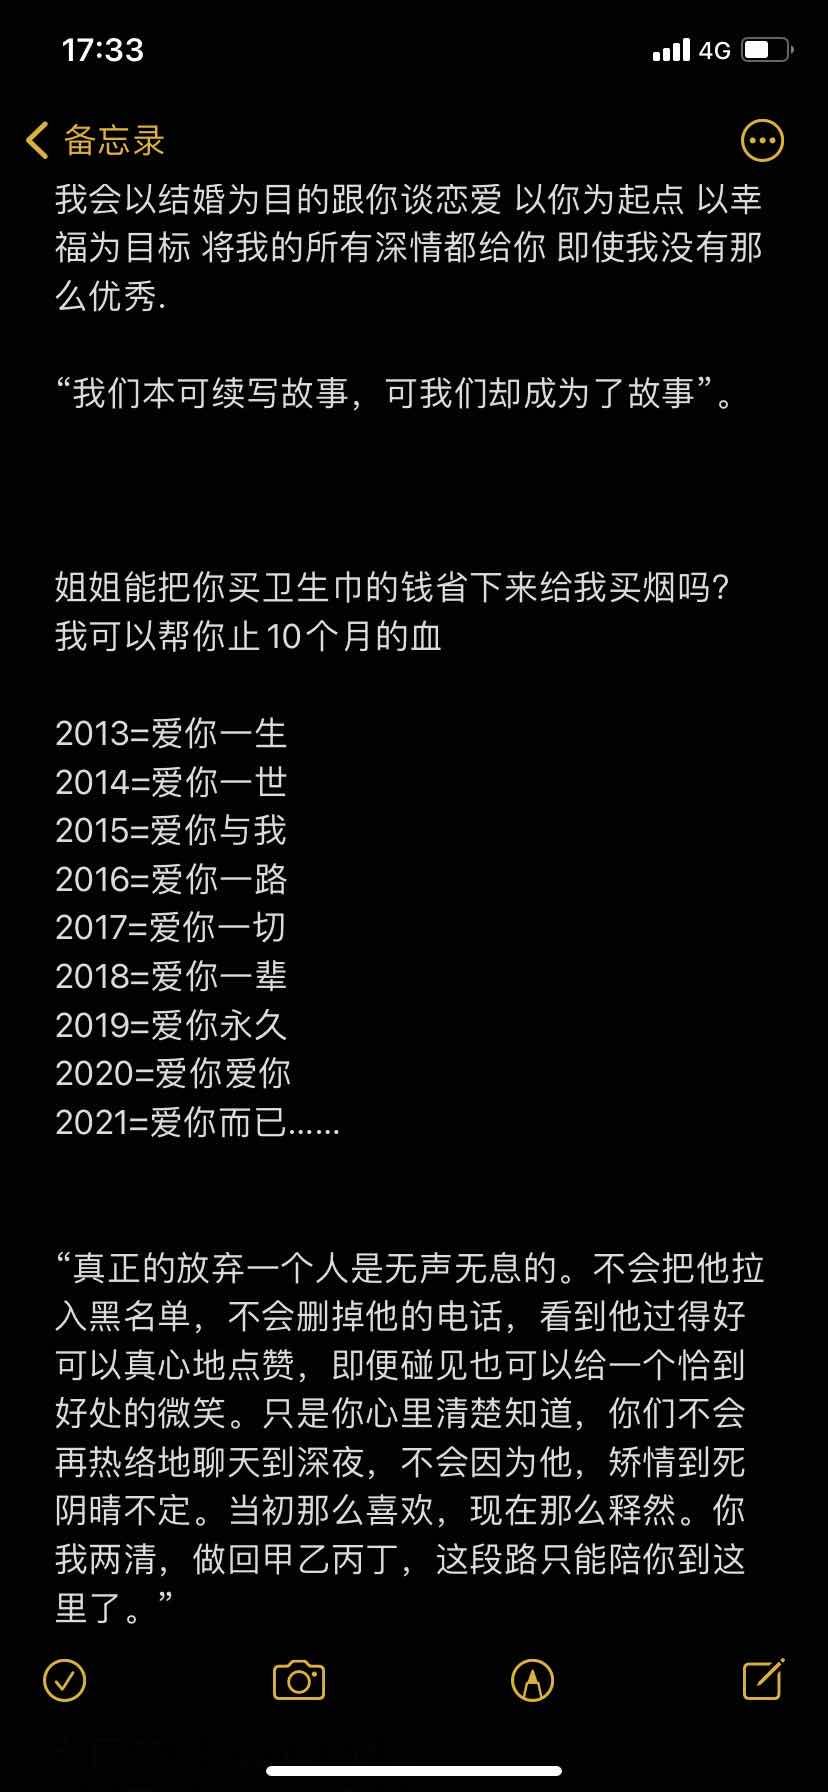 17:33
4G
备忘录
我会以结婚为目的跟你谈恋爱 以你为起点 以幸
福为目标 将我的所有深情都给你 即使我没有那
么优秀.
“我们本可续写故事，可我们却成为了故事”。
姐姐能把你买卫生巾的钱省下来给我买烟吗?
我可以帮你止10个月的血
2013=爱你一生
2014=爱你一世
2015=爱你与我
2016=爱你一路
2017=爱你一切
2018=爱你一辈
2019=爱你永久
2020=爱你爱你
2021=爱你而已……
“真正的放弃一个人是无声无息的。不会把他拉
入黑名单，不会删掉他的电话，看到他过得好
可以真心地点赞，即便碰见也可以给一个恰到
好处的微笑。只是你心里清楚知道，你们不会
再热络地聊天到深夜，不会因为他，矫情到死
阴晴不定。当初那么喜欢，现在那么释然。你
我两清，做回甲乙丙丁，这段路只能陪你到这
里了。”